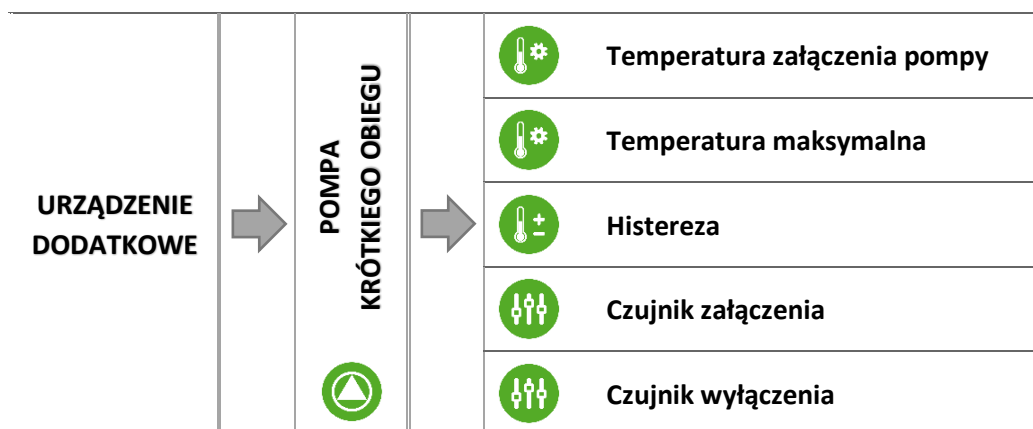 URZĄDZENIE
DODATKOWE
POMPA
KRÓTKIEGO OBIEGU
Temperatura załączenia pompy
Temperatura maksymalna
Histereza
Czujnik załączenia
Czujnik wyłączenia